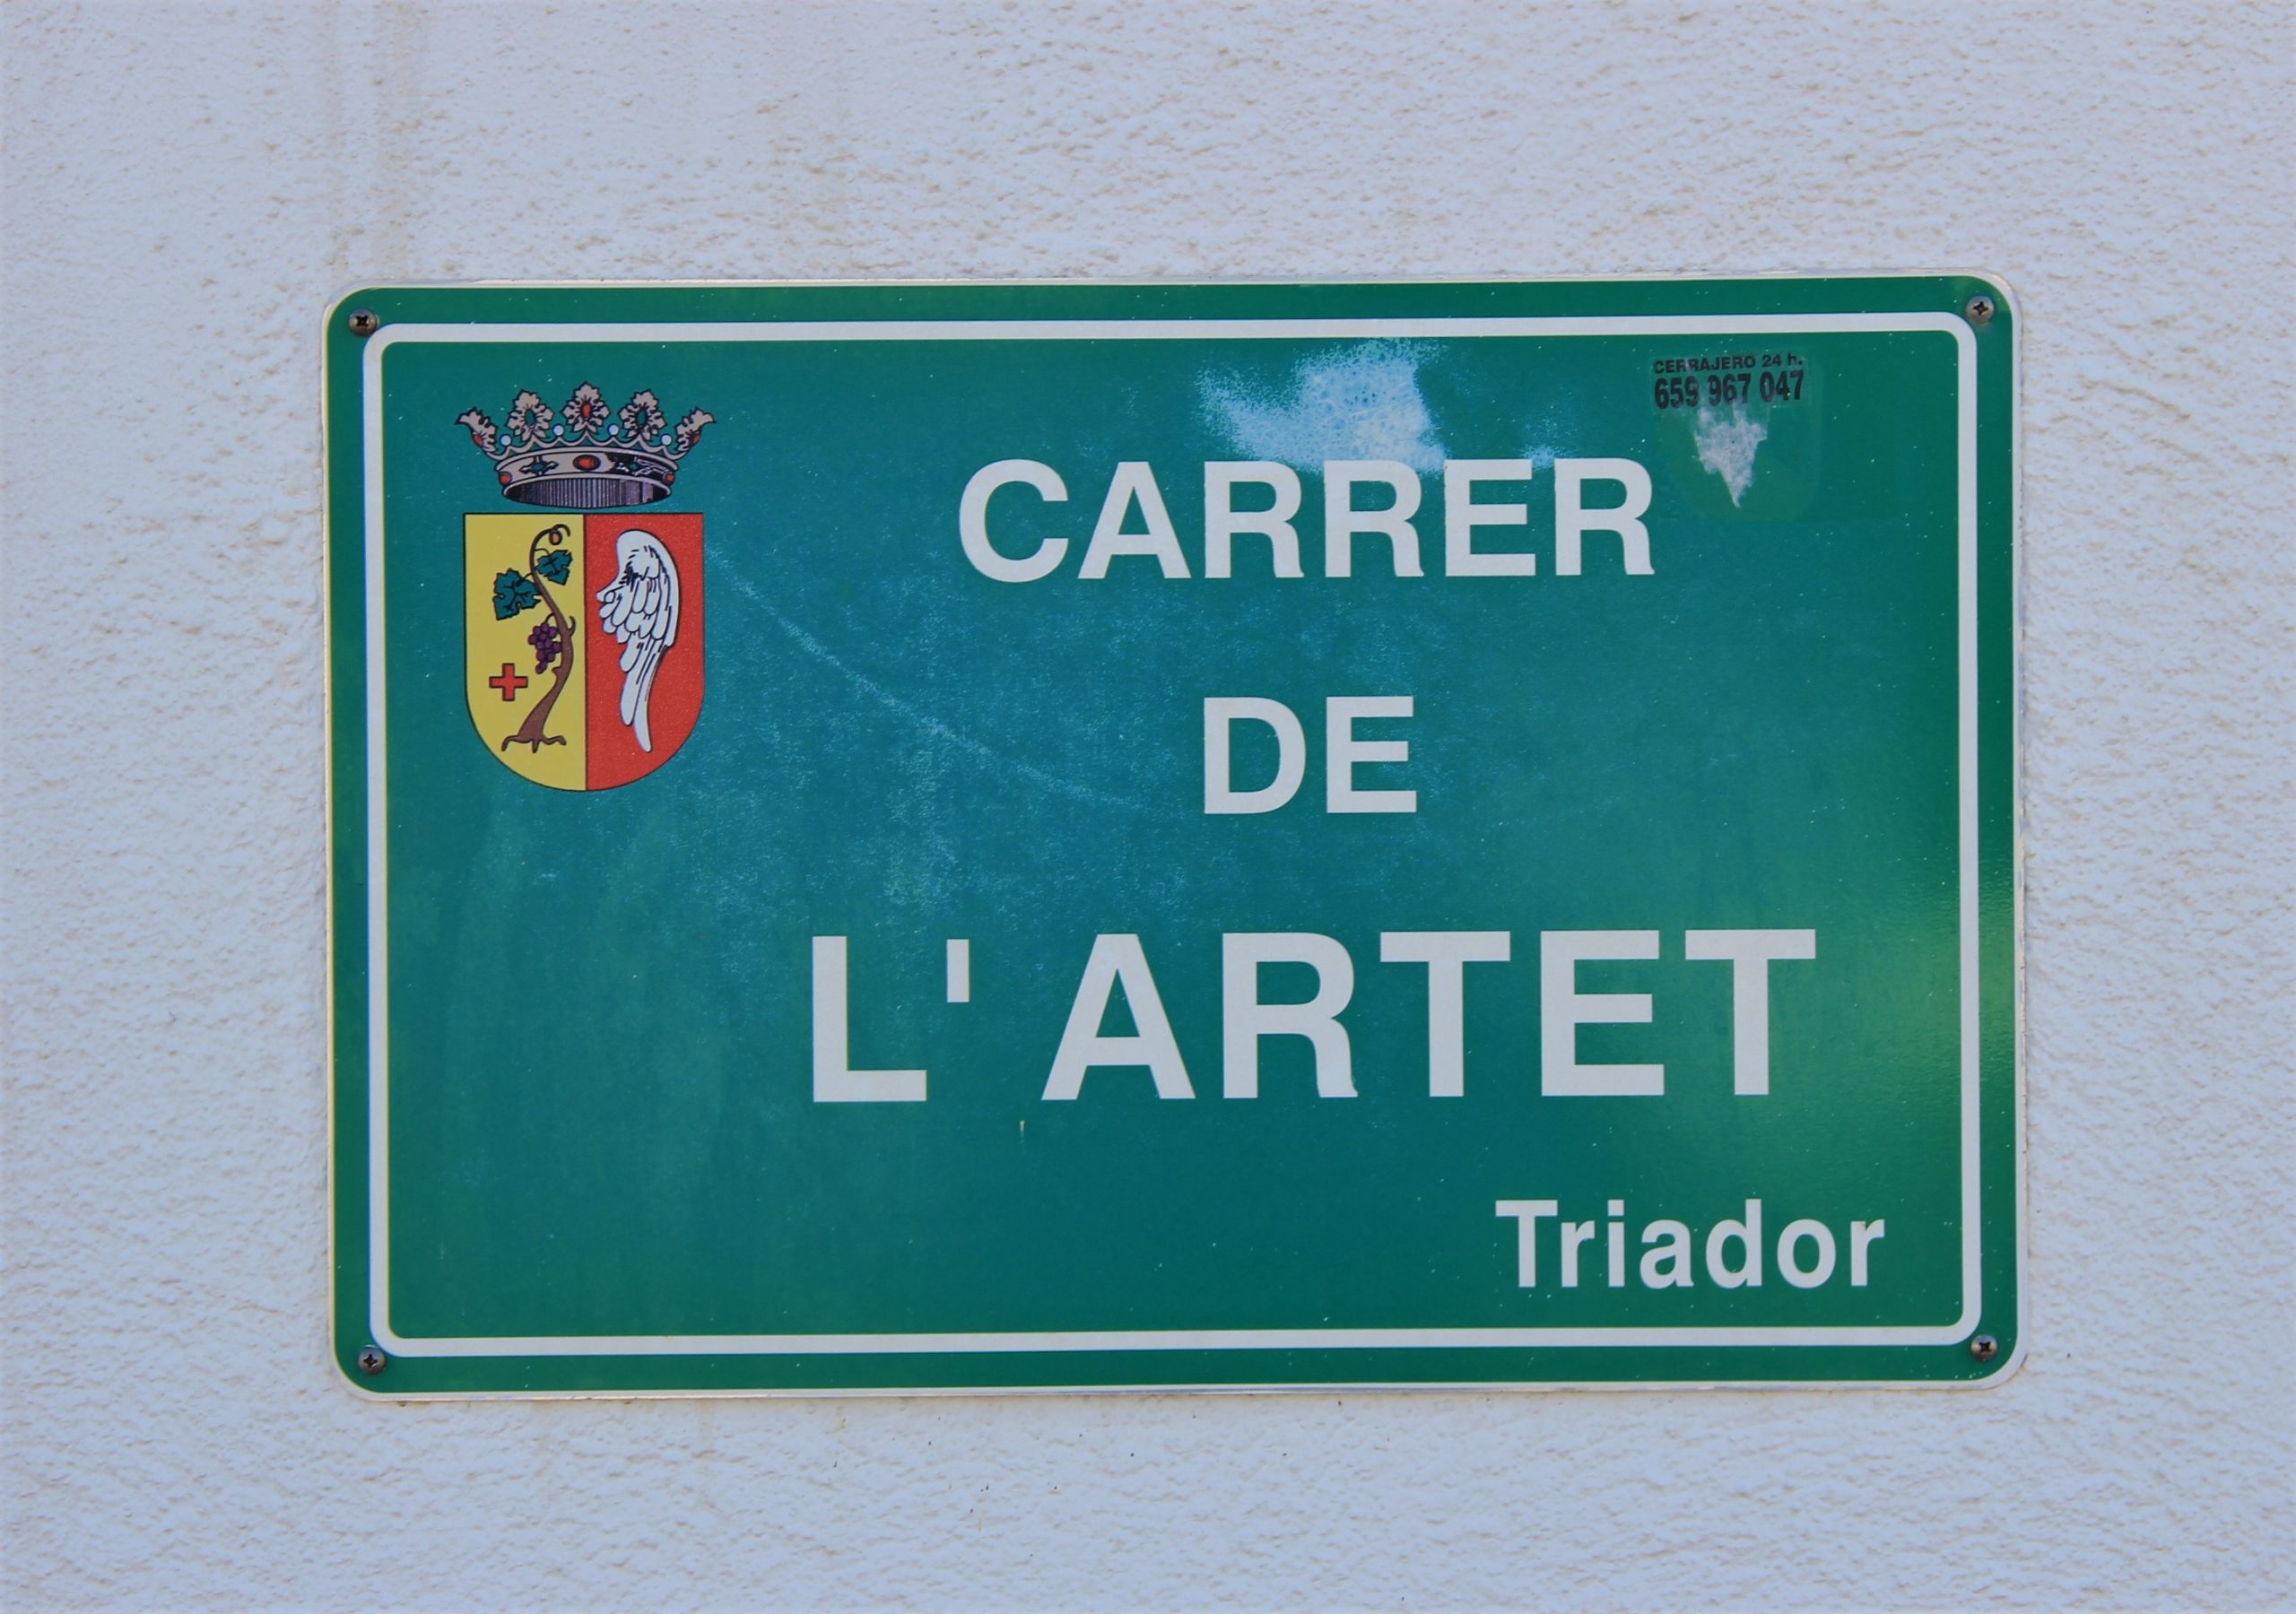 CERRAJERO 24 h.
659 967 047
CARRER
DE
L'ARTET
Triador